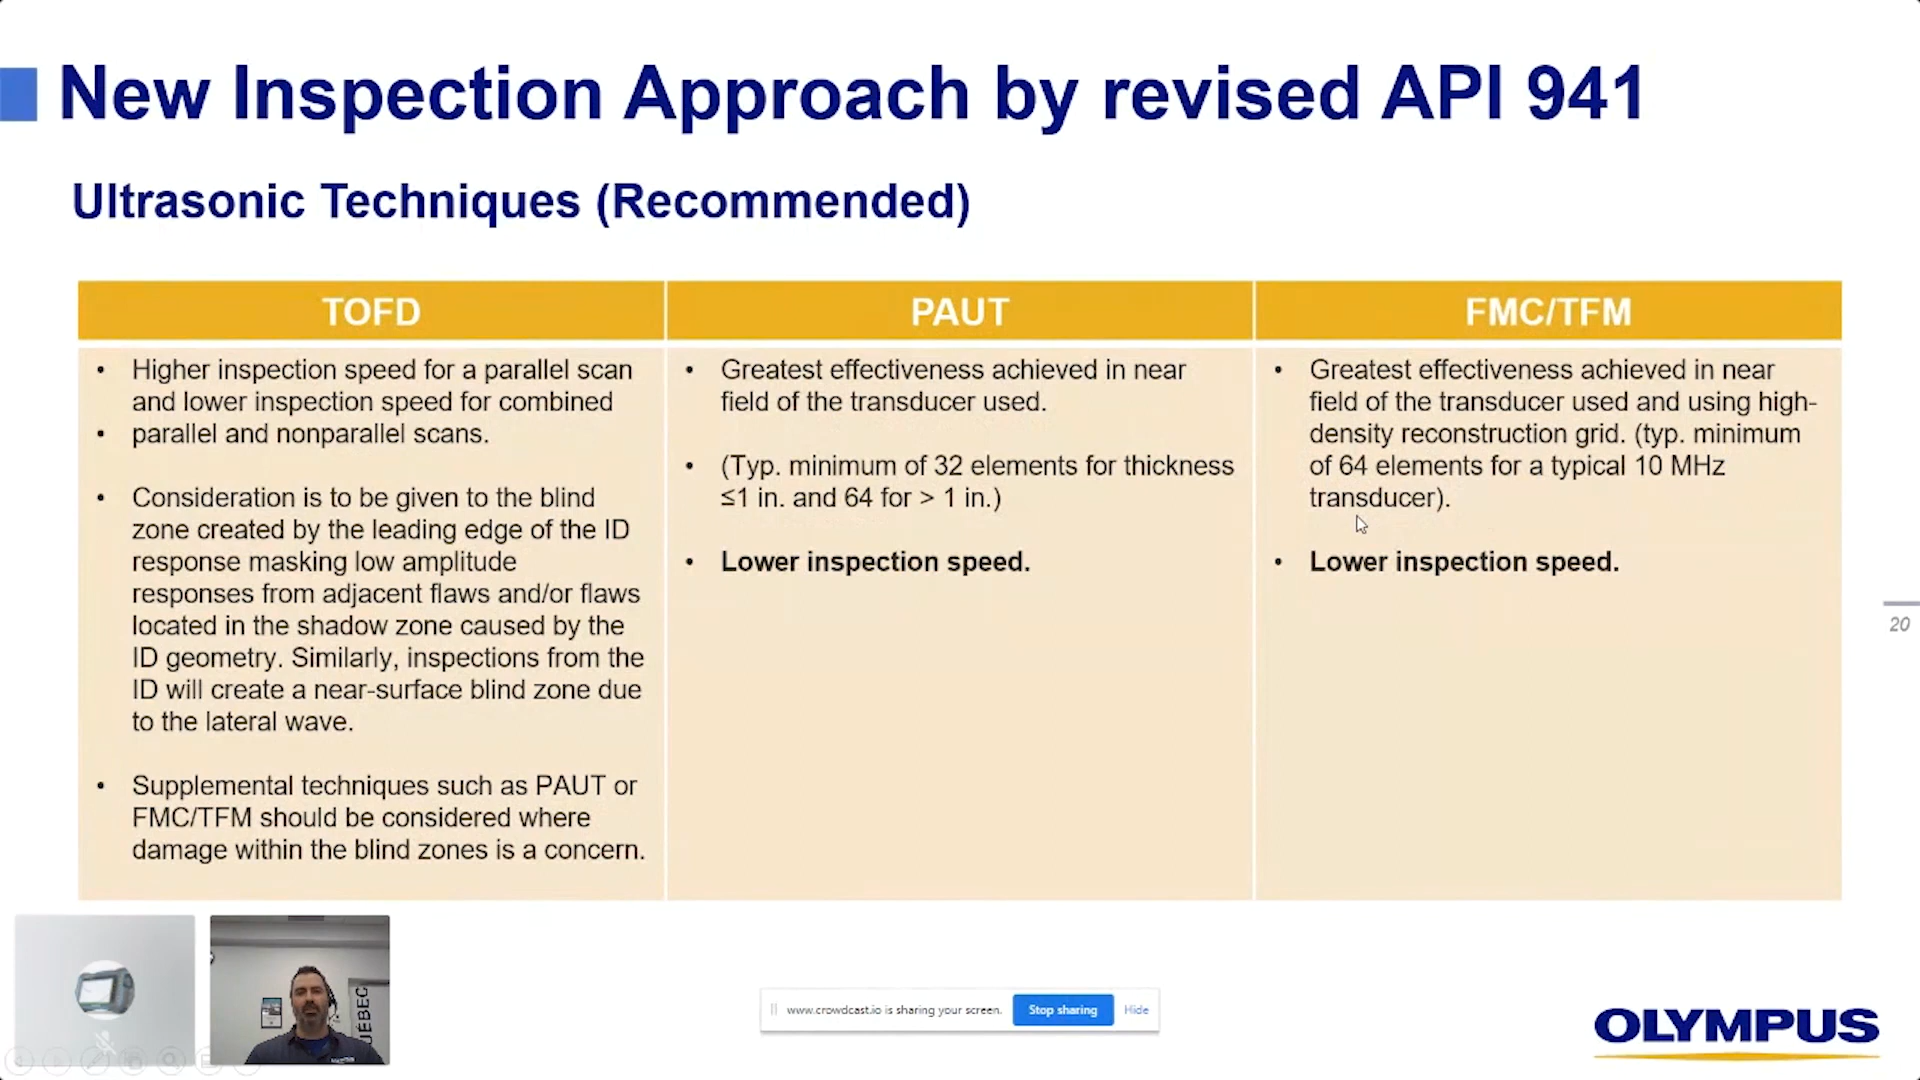 New Inspection Approach by revised API 941
Ultrasonic Techniques (Recommended)
TOFD
• Higher inspection speed for a parallel scan
and lower inspection speed for combined
• parallel and nonparallel scans.
• Consideration is to be given to the blind
zone created by the leading edge of the ID
response masking low amplitude
responses from adjacent flaws and/or flaws
located in the shadow zone caused by the
ID geometry. Similarly, inspections from the
ID will create a near-surface blind zone due
to the lateral wave.
• Supplemental techniques such as PAUT or
FMC/TFM should be considered where
damage within the blind zones is a concern.
PAUT
• Greatest effectiveness achieved in near
field of the transducer used.
• (Typ. minimum of 32 elements for thickness
≤1 in. and 64 for > 1 in.)
• Lower inspection speed.
FMC/TFM
• Greatest effectiveness achieved in near
field of the transducer used and using high-
density reconstruction grid. (typ. minimum
of 64 elements for a typical 10 MHz
transducer).
• Lower inspection speed.
20
UÉBEC
www.crowdcast.io is sharing your screen.
Stop sharing
Hide
OLYMPUS